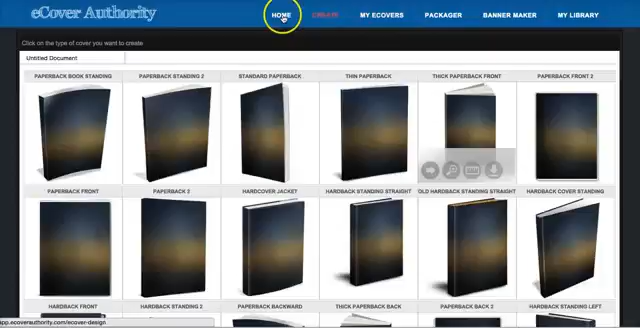 eCover Authority
HOME CREATE MY ECOVERS PACKAGER BANNER MAKER MY LIBRARY
Click on the type of cover you want to create
Untitled Document
PAPERBACK BOOK STANDING PAPERBACK STANDING 2 STANDARD PAPERBACK THIN PAPERBACK THICK PAPERBACK FRONT PAPERBACK FRONT 2
PAPERBACK FRONT PAPERBACK 2 HARDCOVER JACKET HARDBACK STANDING STRAIGHT OLD HARDBACK STANDING STRAIGHT HARDBACK COVER STANDING
HARDBACK FRONT HARDBACK STANDING 2 PAPERBACK BACKWARD THICK PAPERBACK BACK PAPERBACK BACK 2 HARDBACK STANDING LEFT
app.ecoverauthority.com/ecover-design